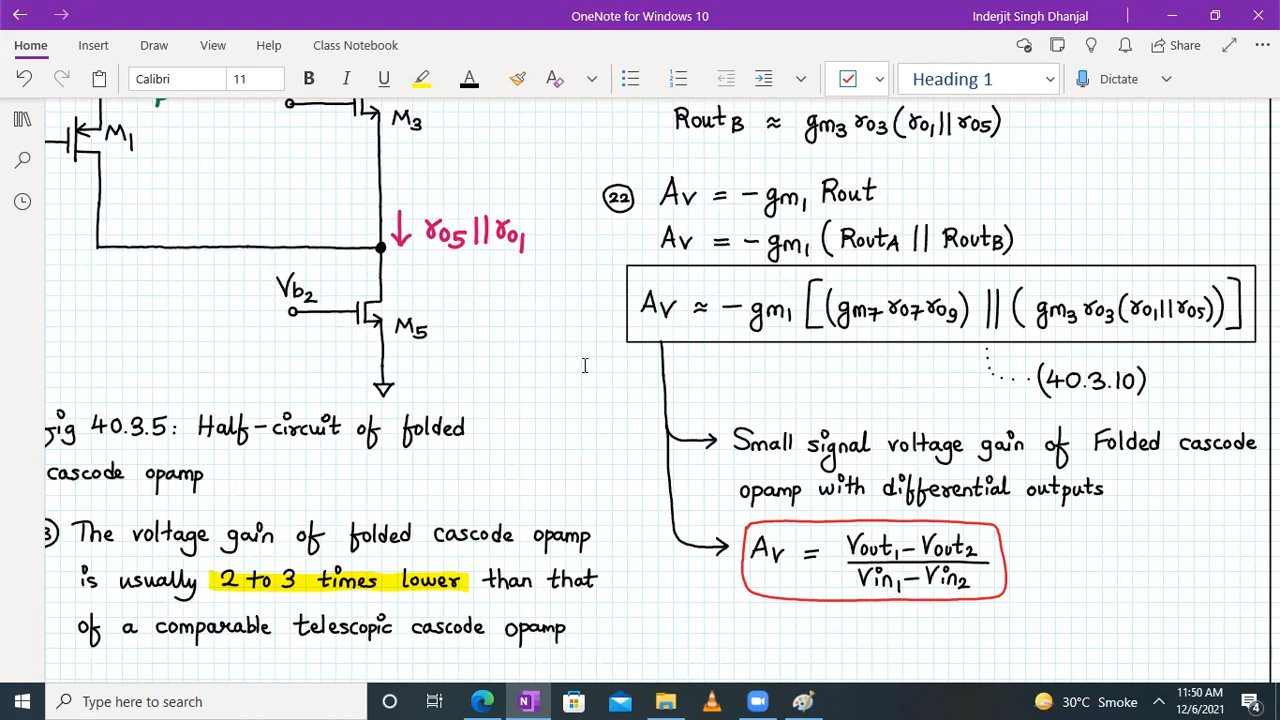 OneNote for Windows 10
Inderjit Singh Dhanjal
Home Insert Draw View Help Class Notebook
Share
Calibri 11 B I U A
Heading 1
Dictate
M1
M3
↓ ro5 || ro1
Vb2
M5
Fig 40.3.5: Half-circuit of folded
cascode opamp
3) The voltage gain of folded cascode opamp
is usually 2 to 3 times lower than that
of a comparable telescopic cascode opamp
RoutB ≈ gm3 ro3 (ro1 || ro5)
22 Av = - gm1 Rout
Av = - gm1 (RoutA || RoutB)
Av ≈ - gm1 [(gm7 ro7 ro9) || (gm3 ro3 (ro1 || ro5))]
(40.3.10)
Small signal voltage gain of Folded cascode
opamp with differential outputs
Av = Vout1 - Vout2
Vin1 - Vin2
Type here to search
30°C Smoke
11:50 AM
12/6/2021
4